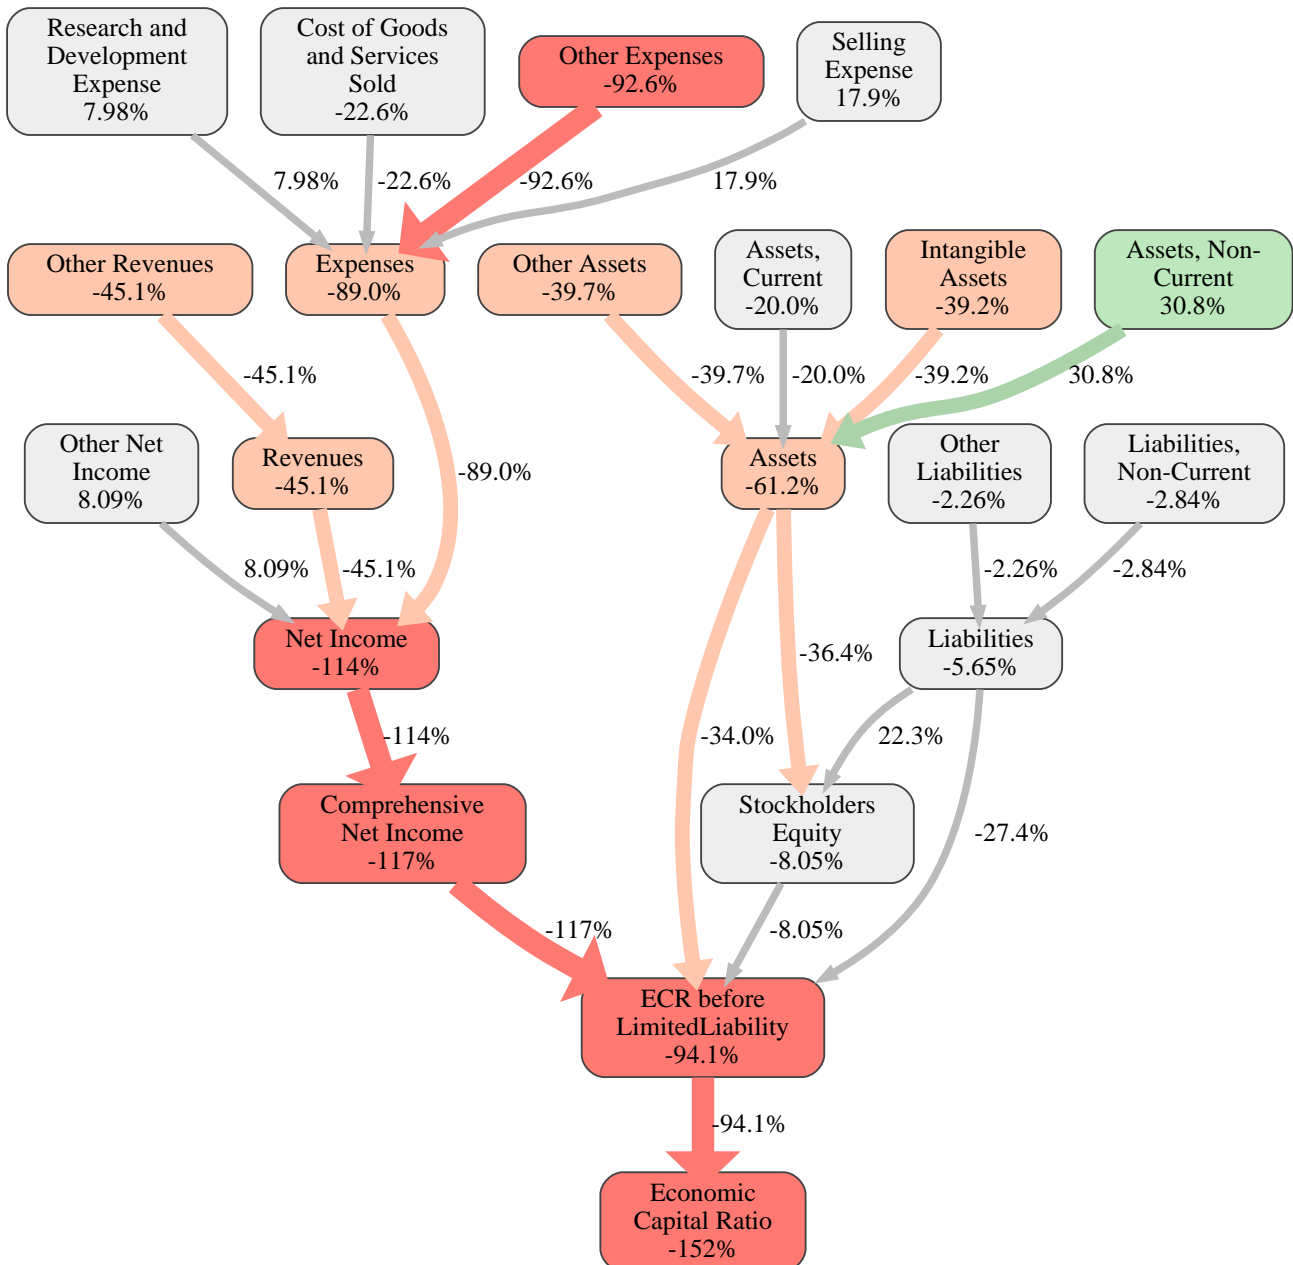 Research and
Development
Expense
7.98%
Cost of Goods
and Services
Sold
-22.6%
Other Expenses
-92.6%
Selling
Expense
17.9%
7.98%
-22.6%
-92.6%
17.9%
Other Revenues
-45.1%
Expenses
-89.0%
Other Assets
-39.7%
Assets,
Current
-20.0%
Intangible
Assets
-39.2%
Assets, Non-
Current
30.8%
-45.1%
-39.7%
-20.0%
-39.2%
30.8%
Other Net
Income
8.09%
Revenues
-45.1%
-89.0%
Assets
-61.2%
Other
Liabilities
-2.26%
Liabilities,
Non-Current
-2.84%
8.09%
-45.1%
-2.26%
-2.84%
Net Income
-114%
-36.4%
Liabilities
-5.65%
-114%
-34.0%
22.3%
Comprehensive
Net Income
-117%
Stockholders
Equity
-8.05%
-27.4%
-117%
-8.05%
ECR before
LimitedLiability
-94.1%
-94.1%
Economic
Capital Ratio
-152%